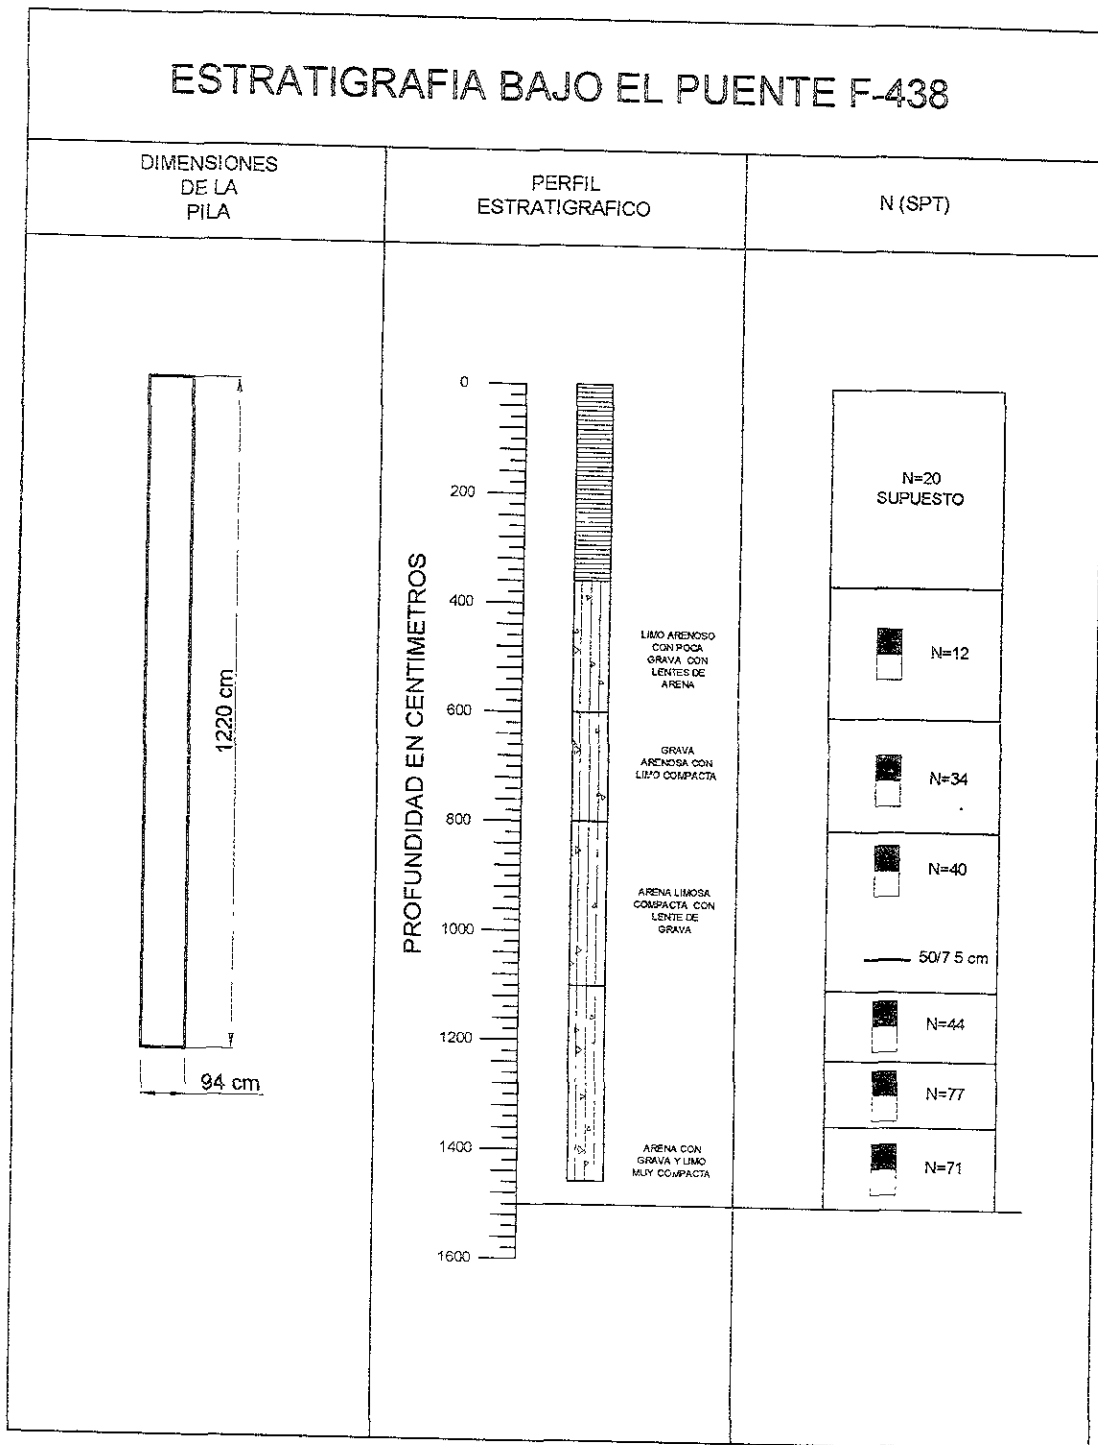 ESTRATIGRAFIA BAJO EL PUENTE F-438
DIMENSIONES
DE LA
PILA
PERFIL
ESTRATIGRAFICO
N (SPT)
1220 cm
94 cm
PROFUNDIDAD EN CENTIMETROS
0
200
400
600
800
1000
1200
1400
1600
LIMO ARENOSO
CON POCA
GRAVA CON
LENTES DE
ARENA
GRAVA
ARENOSA CON
LIMO COMPACTA
ARENA LIMOSA
COMPACTA CON
LENTE DE
GRAVA
ARENA CON
GRAVA Y LIMO
MUY COMPACTA
N=20
SUPUESTO
N=12
N=34
N=40
50/7 5 cm
N=44
N=77
N=71